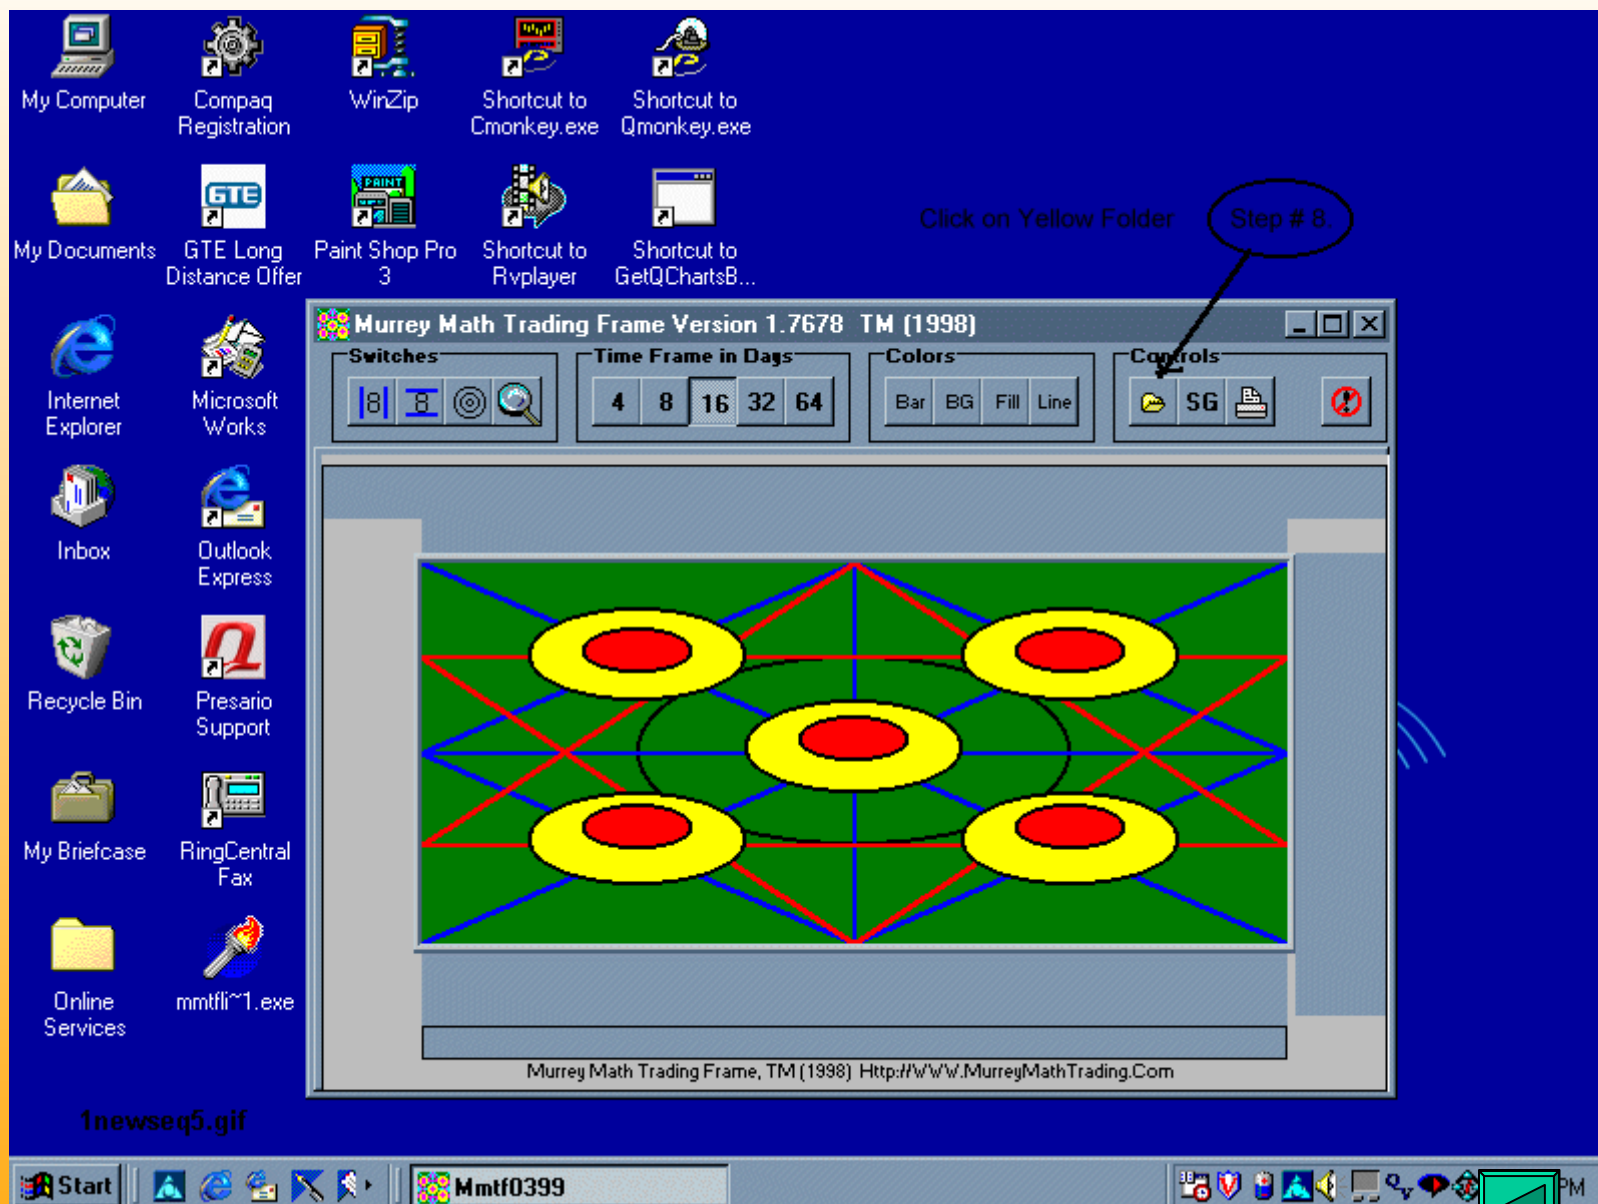 My Computer
Compaq
Registration
WinZip
Shortcut to
Cmonkey.exe
Shortcut to
Qmonkey.exe
My Documents
GTE
GTE Long
Distance Offer
PAINT
Paint Shop Pro
3
Shortcut to
Rvplayer
Shortcut to
GetQChartsB...
Click on Yellow Folder
Step # 8.
Internet
Explorer
Microsoft
Works
Inbox
Outlook
Express
Recycle Bin
Presario
Support
My Briefcase
RingCentral
Fax
Online
Services
mmtfli~1.exe
Murrey Math Trading Frame Version 1.7678 TM (1998)
Switches
Time Frame in Days
Colors
Controls
8
8
4 8 16 32 64
Bar BG Fill Line
SG
Murrey Math Trading Frame, TM (1998) Http://WWW.MurreyMathTrading.Com
1newseq5.gif
Start
Mmtf0399
PM